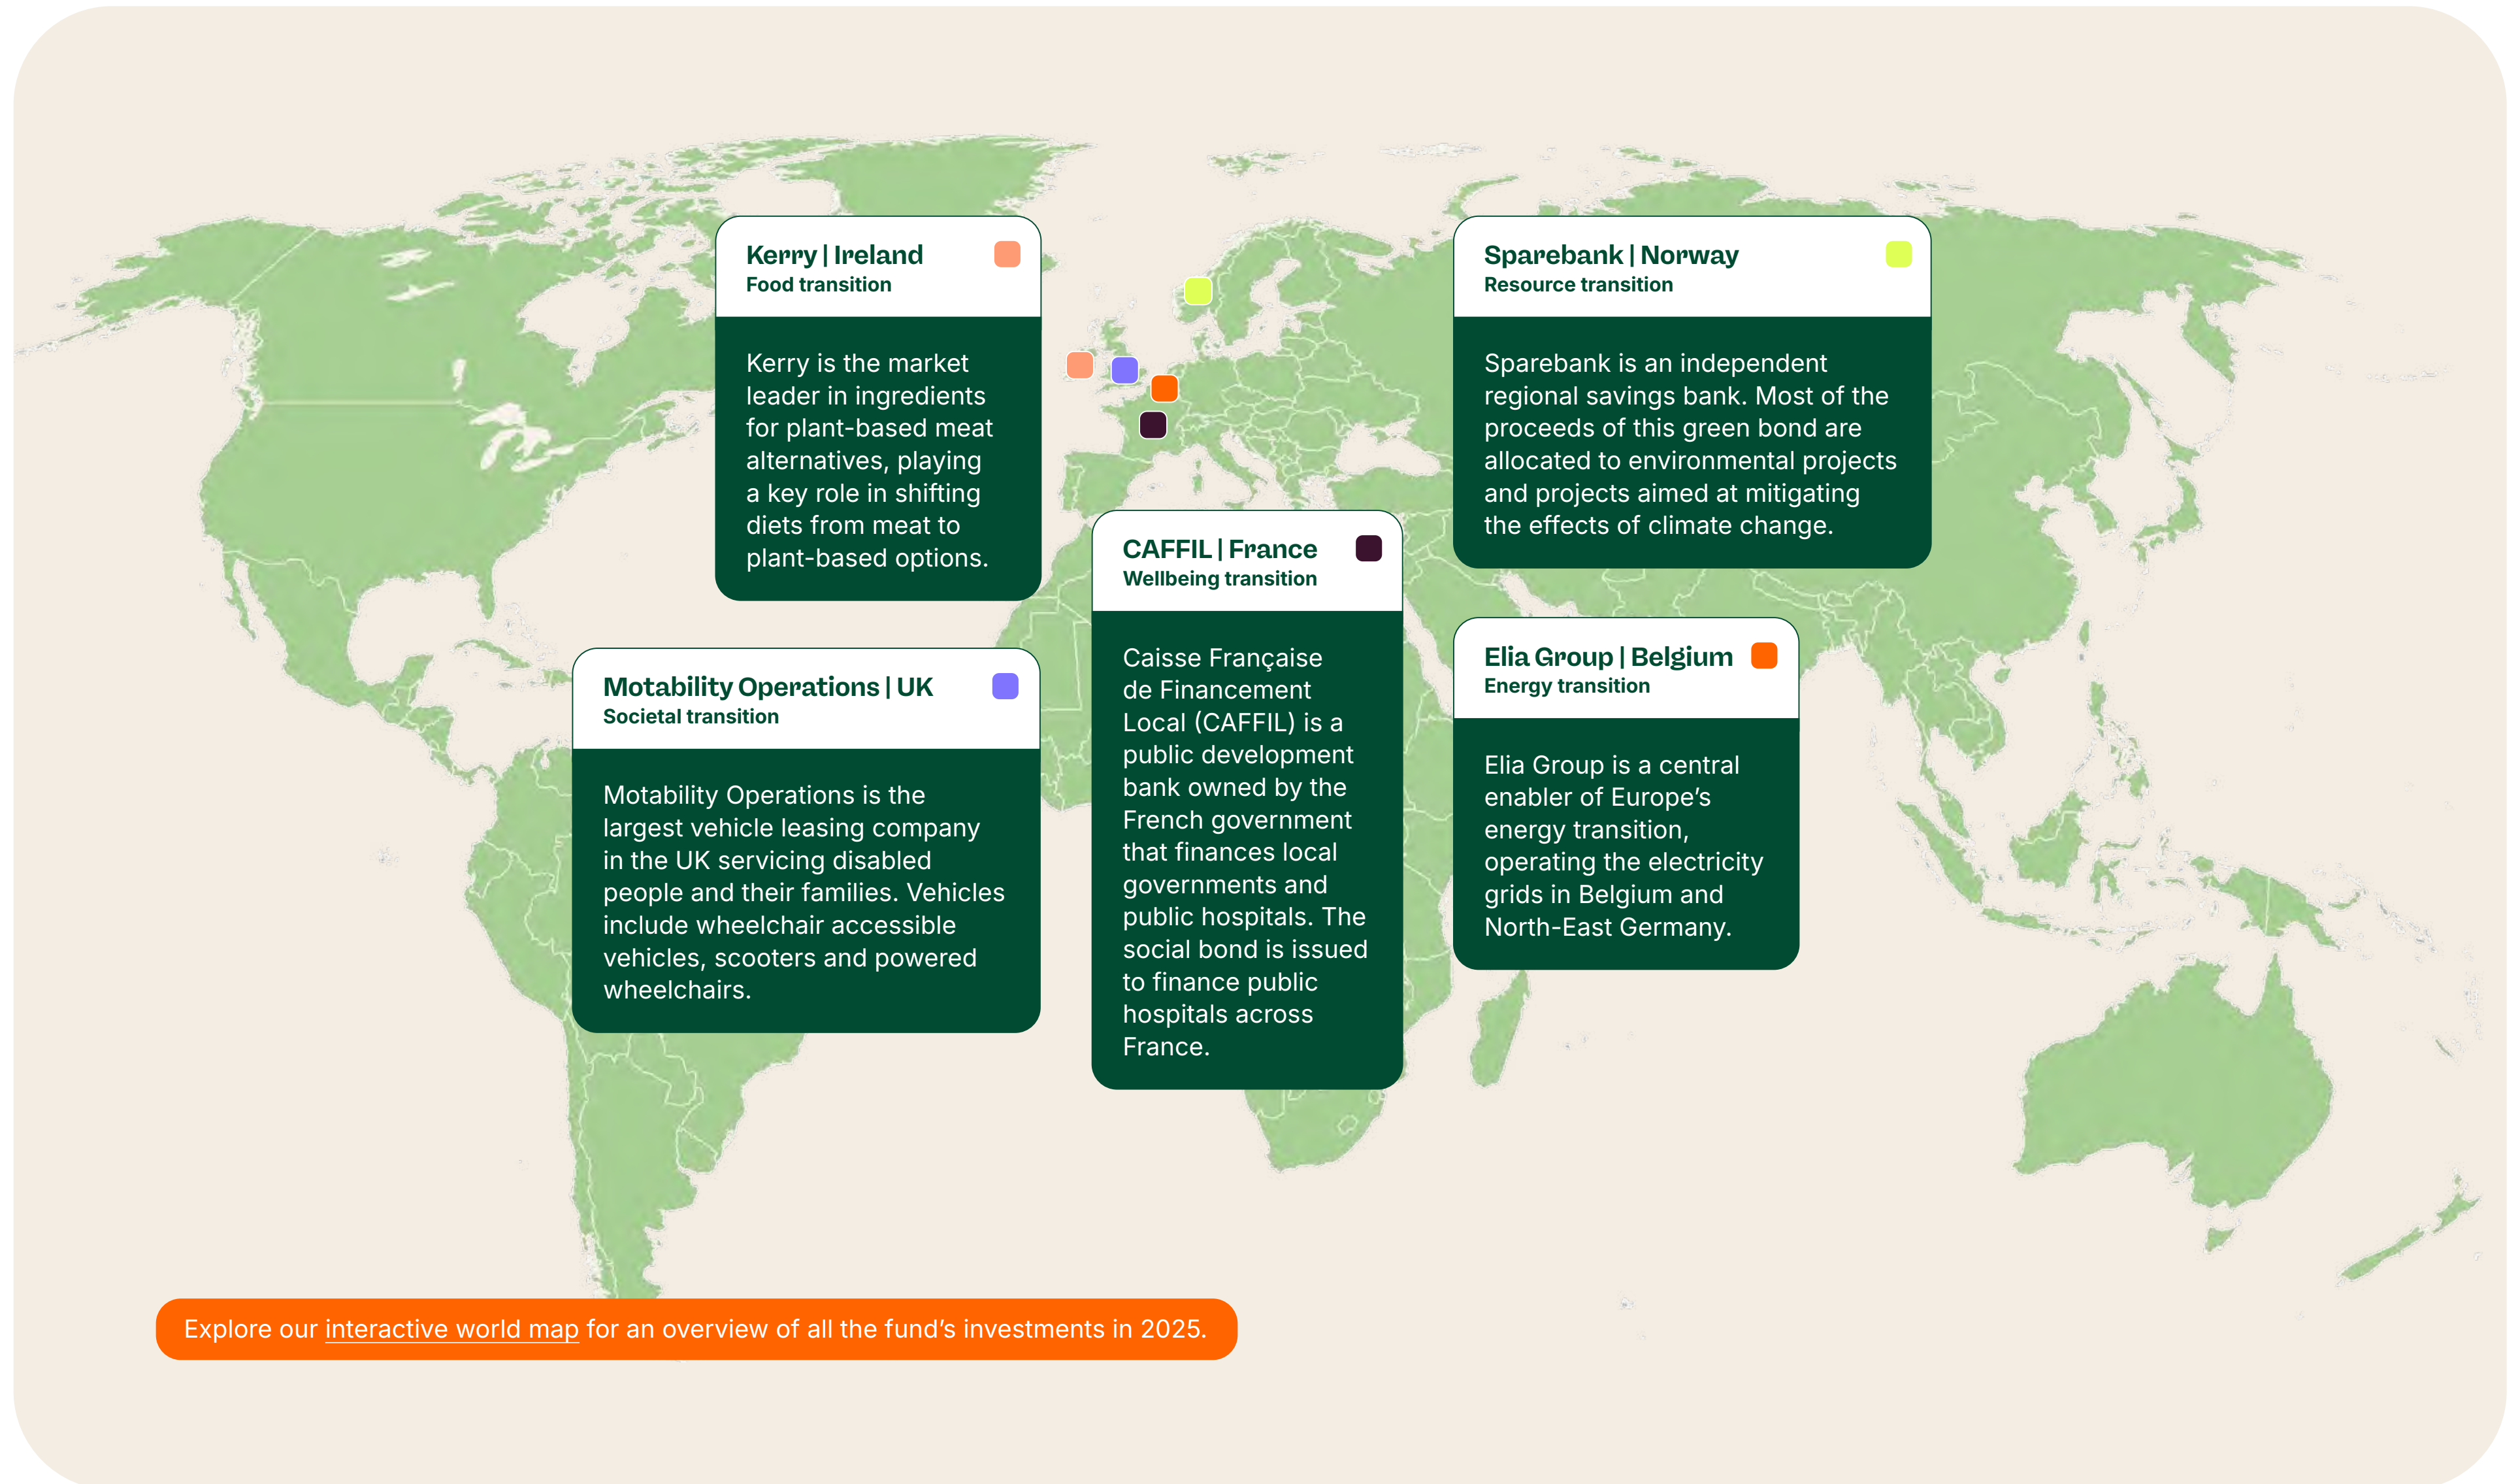 Kerry | Ireland
Food transition
Kerry is the market
leader in ingredients
for plant-based meat
alternatives, playing
a key role in shifting
diets from meat to
plant-based options.
Sparebank | Norway
Resource transition
Sparebank is an independent
regional savings bank. Most of the
proceeds of this green bond are
allocated to environmental projects
and projects aimed at mitigating
the effects of climate change.
CAFFIL | France
Wellbeing transition
Caisse Française
de Financement
Local (CAFFIL) is a
public development
bank owned by the
French government
that finances local
governments and
public hospitals. The
social bond is issued
to finance public
hospitals across
France.
Motability Operations | UK
Societal transition
Motability Operations is the
largest vehicle leasing company
in the UK servicing disabled
people and their families. Vehicles
include wheelchair accessible
vehicles, scooters and powered
wheelchairs.
Elia Group | Belgium
Energy transition
Elia Group is a central
enabler of Europe’s
energy transition,
operating the electricity
grids in Belgium and
North-East Germany.
Explore our interactive world map for an overview of all the fund’s investments in 2025.